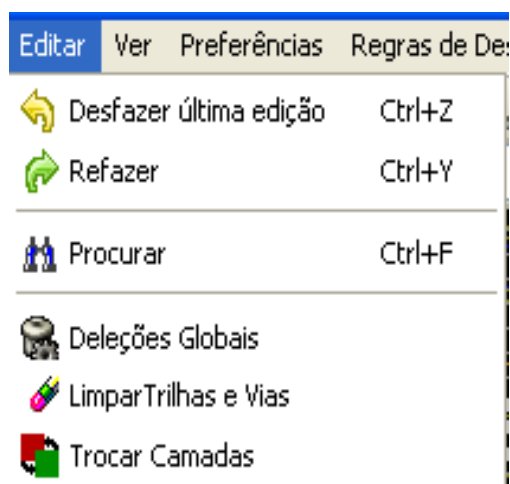 Editar Ver Preferências Regras de Des
Desfazer última edição Ctrl+Z
Refazer Ctrl+Y
Procurar Ctrl+F
Deleções Globais
LimparTrilhas e Vias
Trocar Camadas